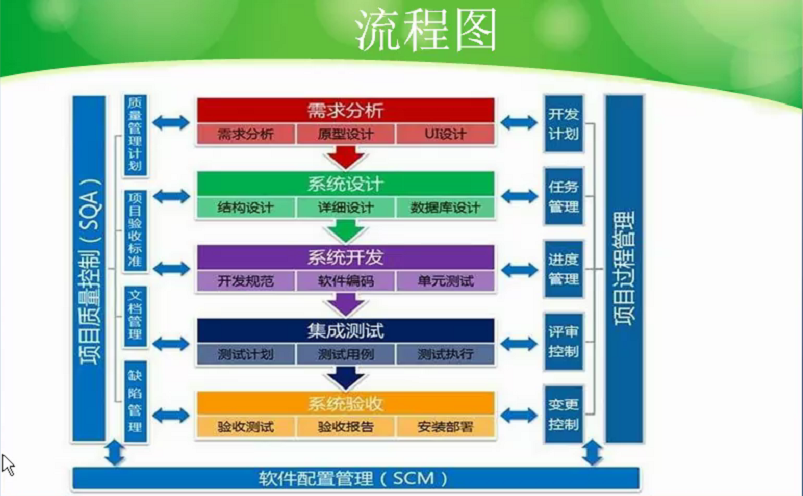 流程图
项目质量控制（SQA）
质量管理计划
项目验收标准
文档管理
缺陷管理
需求分析
需求分析 原型设计 UI设计
系统设计
结构设计 详细设计 数据库设计
系统开发
开发规范 软件编码 单元测试
集成测试
测试计划 测试用例 测试执行
系统验收
验收测试 验收报告 安装部署
开发
计划
任务
管理
进度
管理
评审
控制
变更
控制
项目过程管理
软件配置管理（SCM）